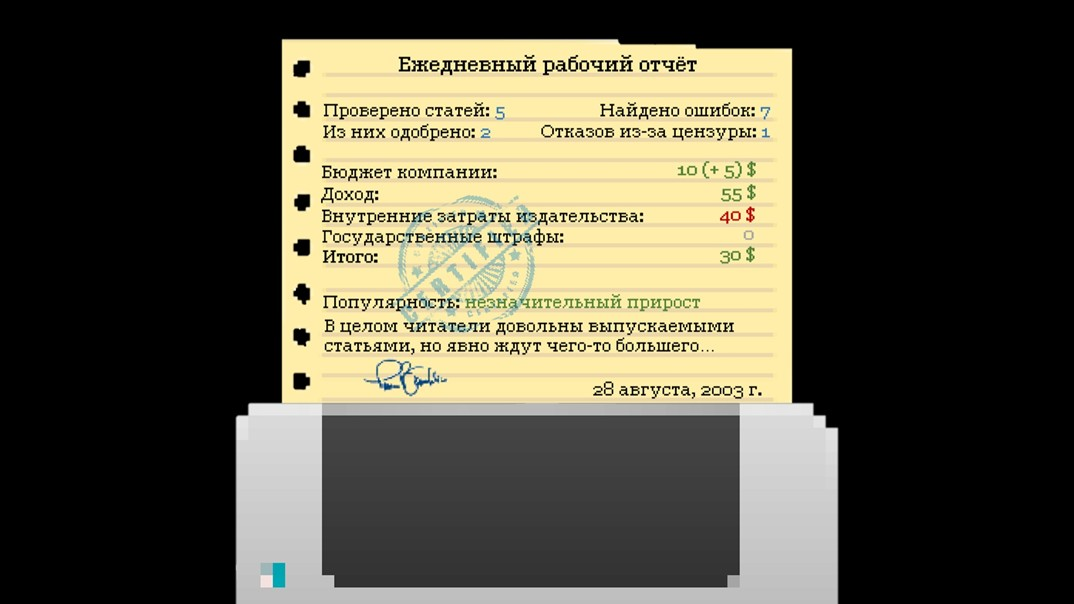 Ежедневный рабочий отчёт
Проверено статей: 5 Найдено ошибок: 7
Из них одобрено: 2 Отказов из-за цензуры: 1
Бюджет компании: 10 (+ 5) $
Доход: 55 $
Внутренние затраты издательства: 40 $
Государственные штрафы: 0
Итого: 30 $
CERTIFIED
Популярность: незначительный прирост
В целом читатели довольны выпускаемыми
статьями, но явно ждут чего-то большего...
28 августа, 2003 г.